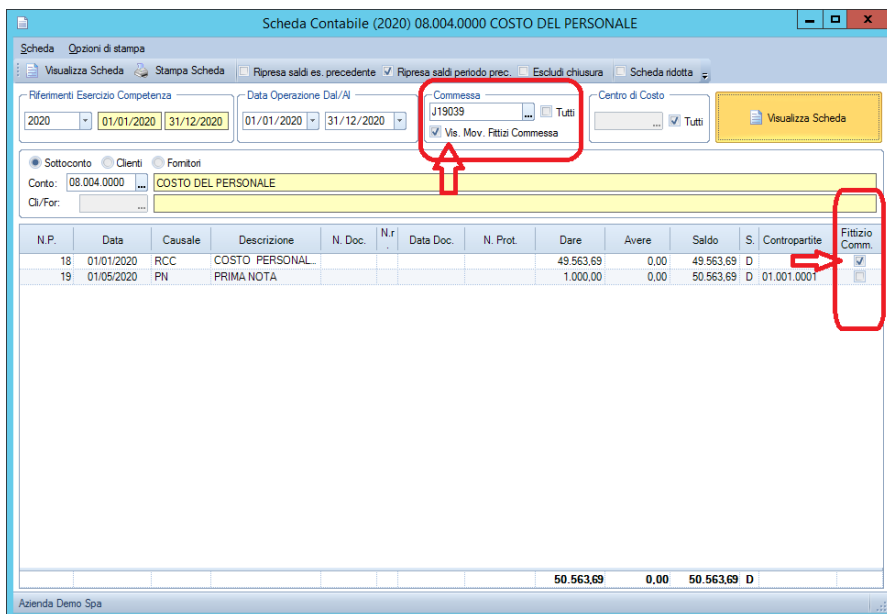 Scheda Contabile (2020) 08.004.0000 COSTO DEL PERSONALE
Scheda Opzioni di stampa
Visualizza Scheda Stampa Scheda Ripresa saldi es. precedente Ripresa saldi periodo prec. Escludi chiusura Scheda ridotta
Riferimenti Esercizio Competenza Data Operazione Dal/Al Commessa Centro di Costo
2020 01/01/2020 31/12/2020 01/01/2020 31/12/2020 J19039 ... Tutti ... Tutti Visualizza Scheda
Vis. Mov. Fittizi Commessa
Sottoconto Clienti Fornitori
Conto: 08.004.0000 ... COSTO DEL PERSONALE
Cli/For: ...
N.P. Data Causale Descrizione N. Doc. N.r. Data Doc. N. Prot. Dare Avere Saldo S. Contropartite Fittizio Comm.
18 01/01/2020 RCC COSTO PERSONAL... 49.563,69 0,00 49.563,69 D
19 01/05/2020 PN PRIMA NOTA 1.000,00 0,00 50.563,69 D 01.001.0001
50.563,69 0,00 50.563,69 D
Azienda Demo Spa